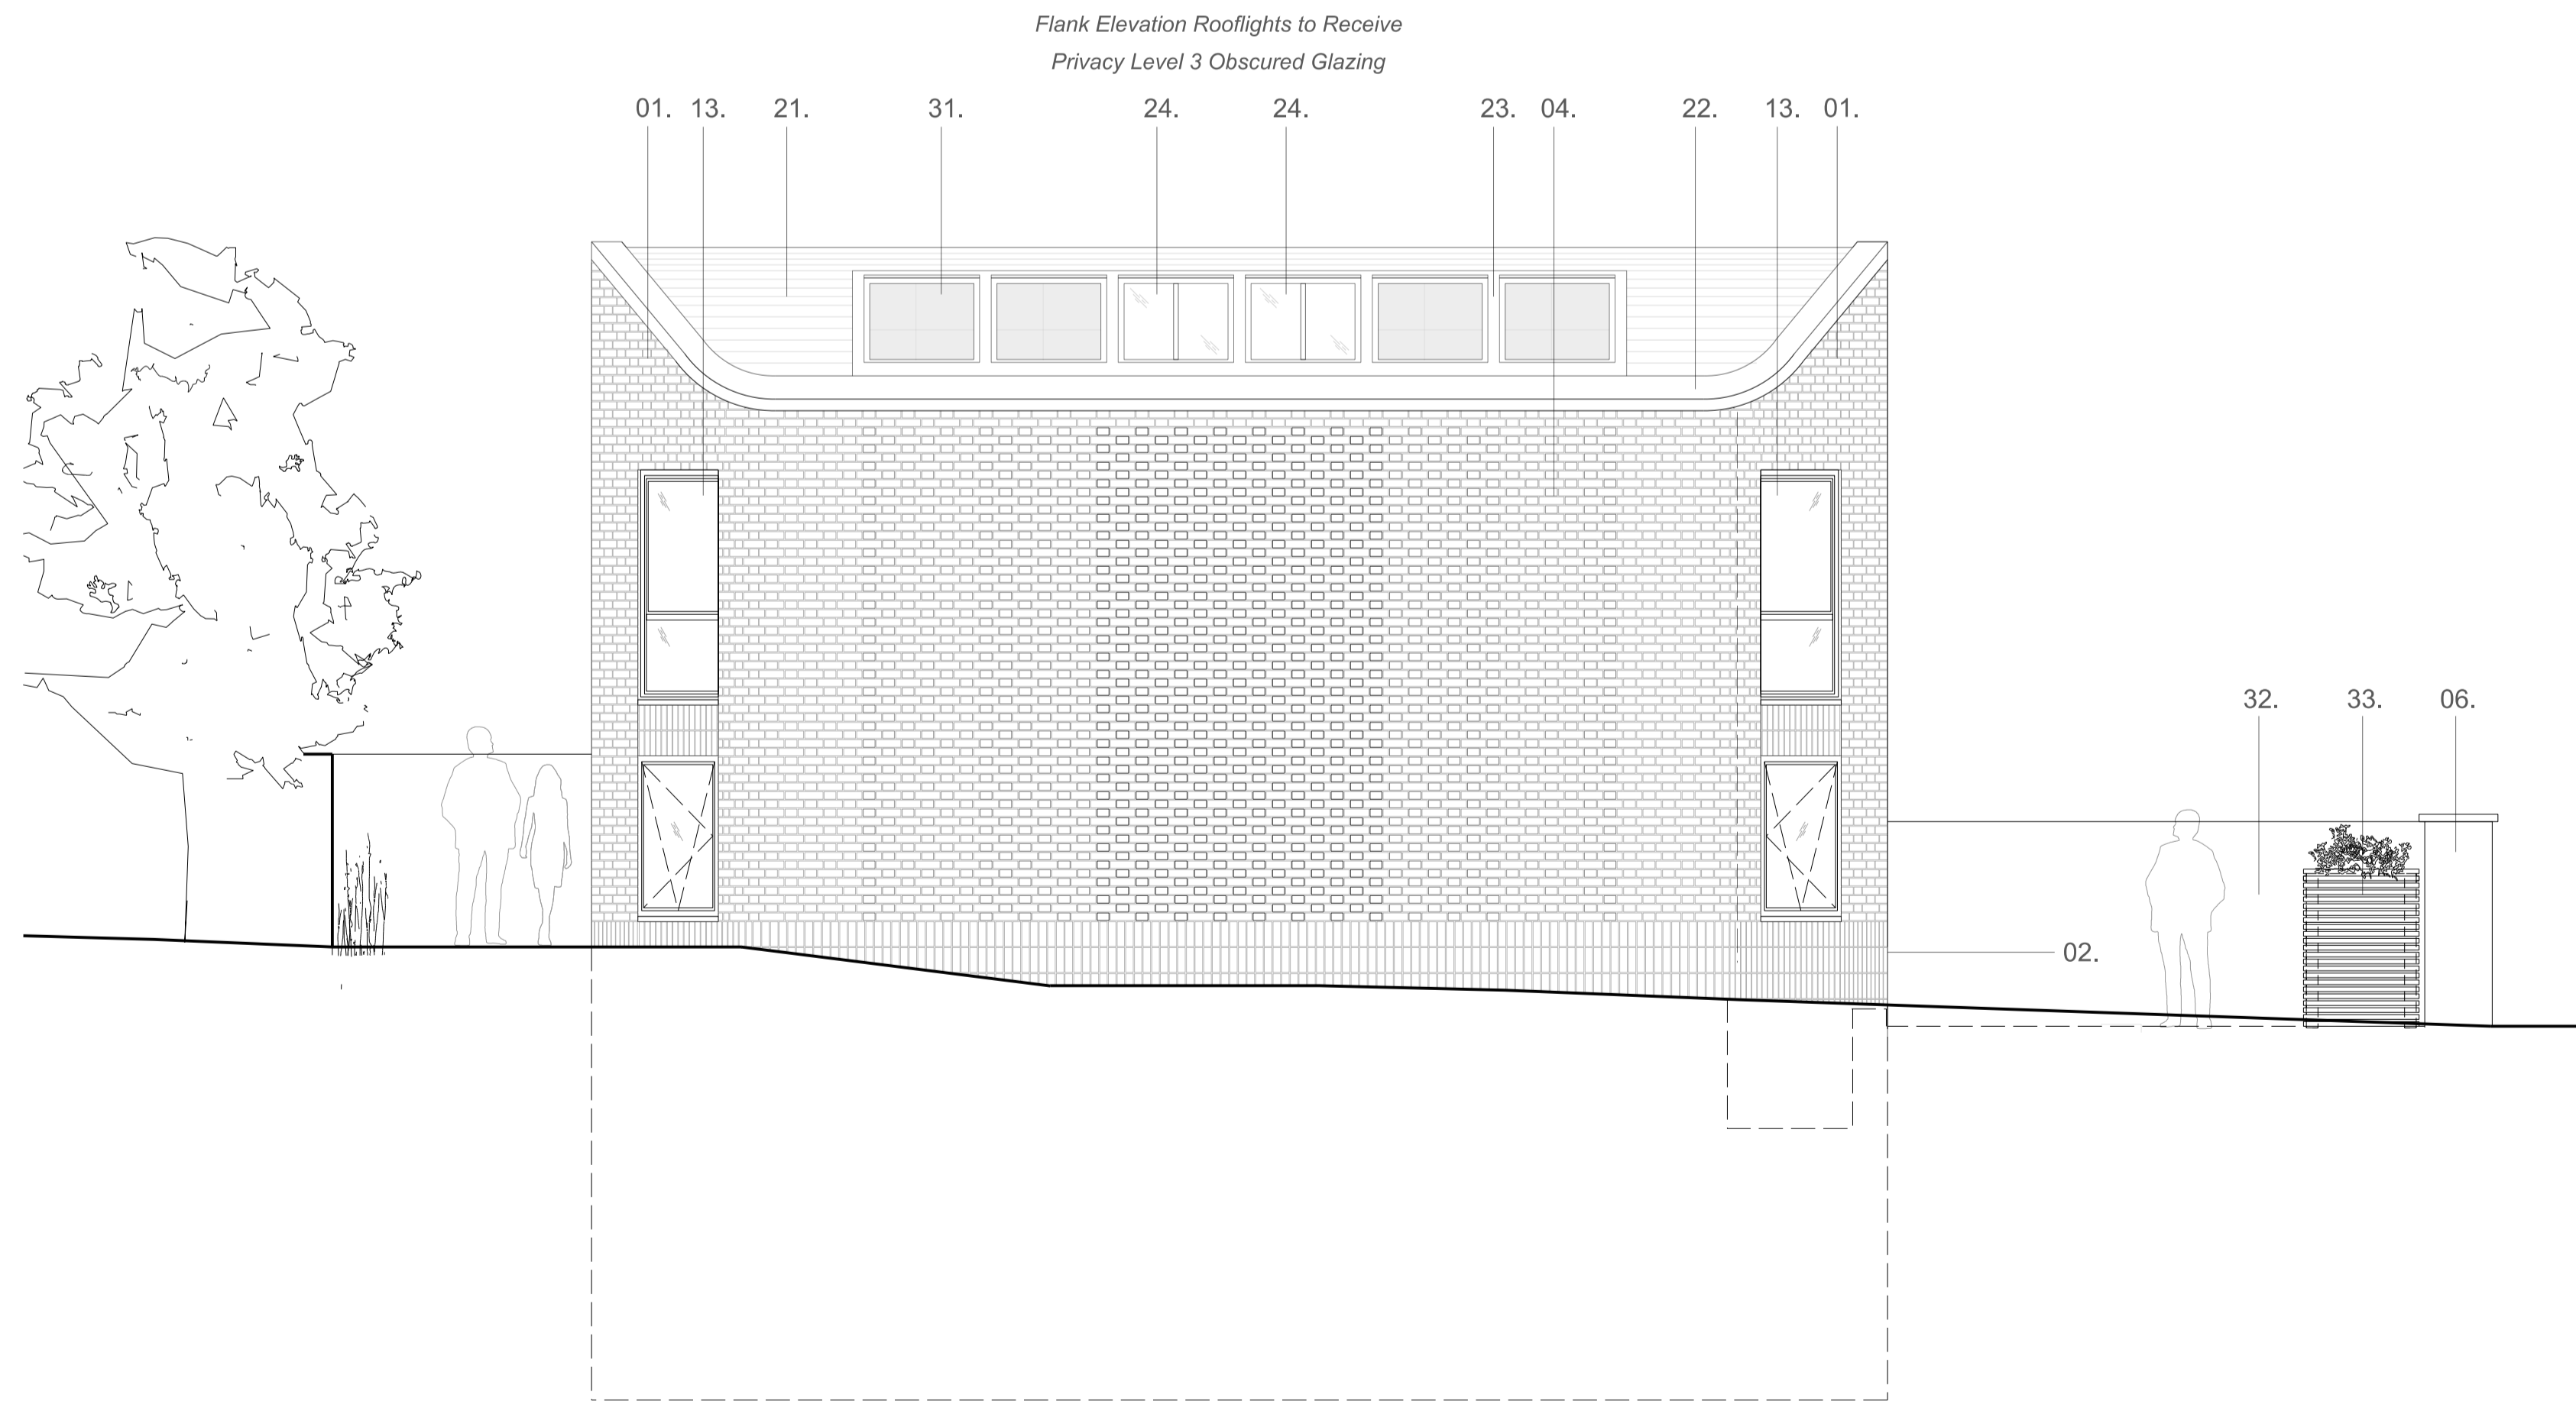 Flank Elevation Rooflights to Receive
Privacy Level 3 Obscured Glazing
01. 13. 21. 31. 24. 24. 23. 04. 22. 13. 01.
32. 33. 06.
02.